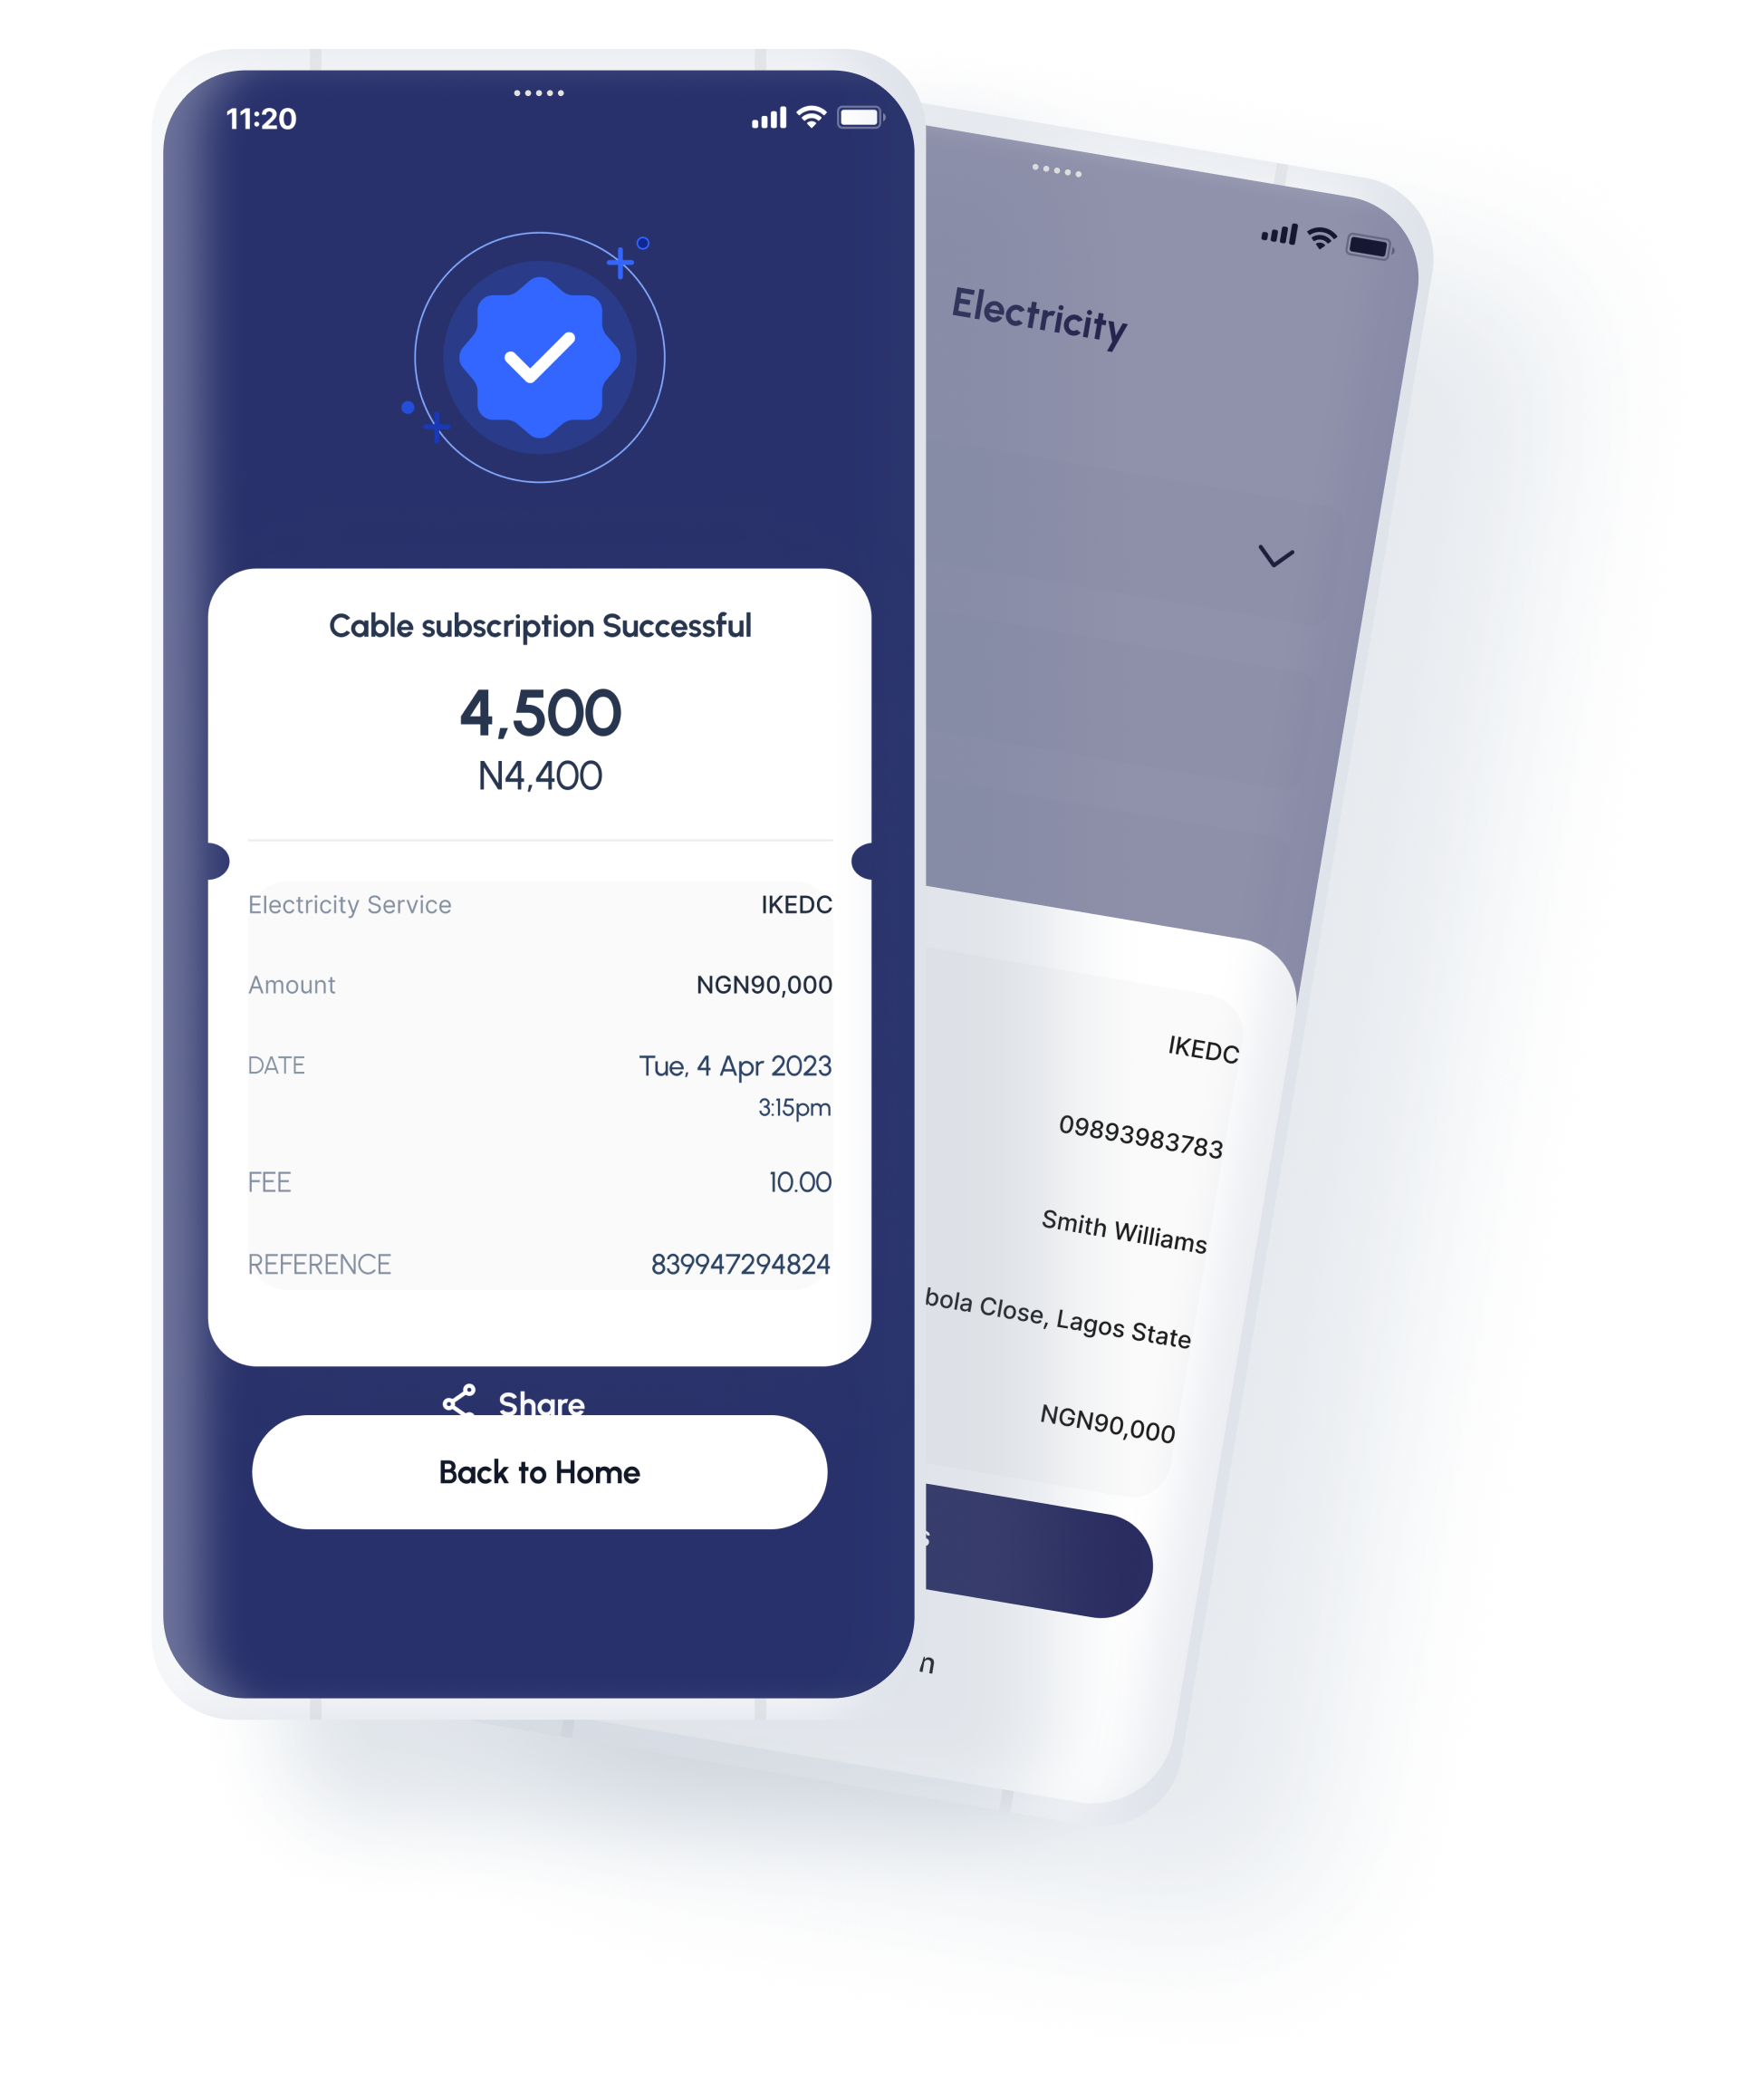 11:20
Cable subscription Successful
4,500
N4,400
Electricity Service IKEDC
Amount NGN90,000
DATE Tue, 4 Apr 2023
3:15pm
FEE 10.00
REFERENCE 839947294824
Share
Back to Home
Electricity
IKEDC
09893983783
Smith Williams
bola Close, Lagos State
NGN90,000
s
n